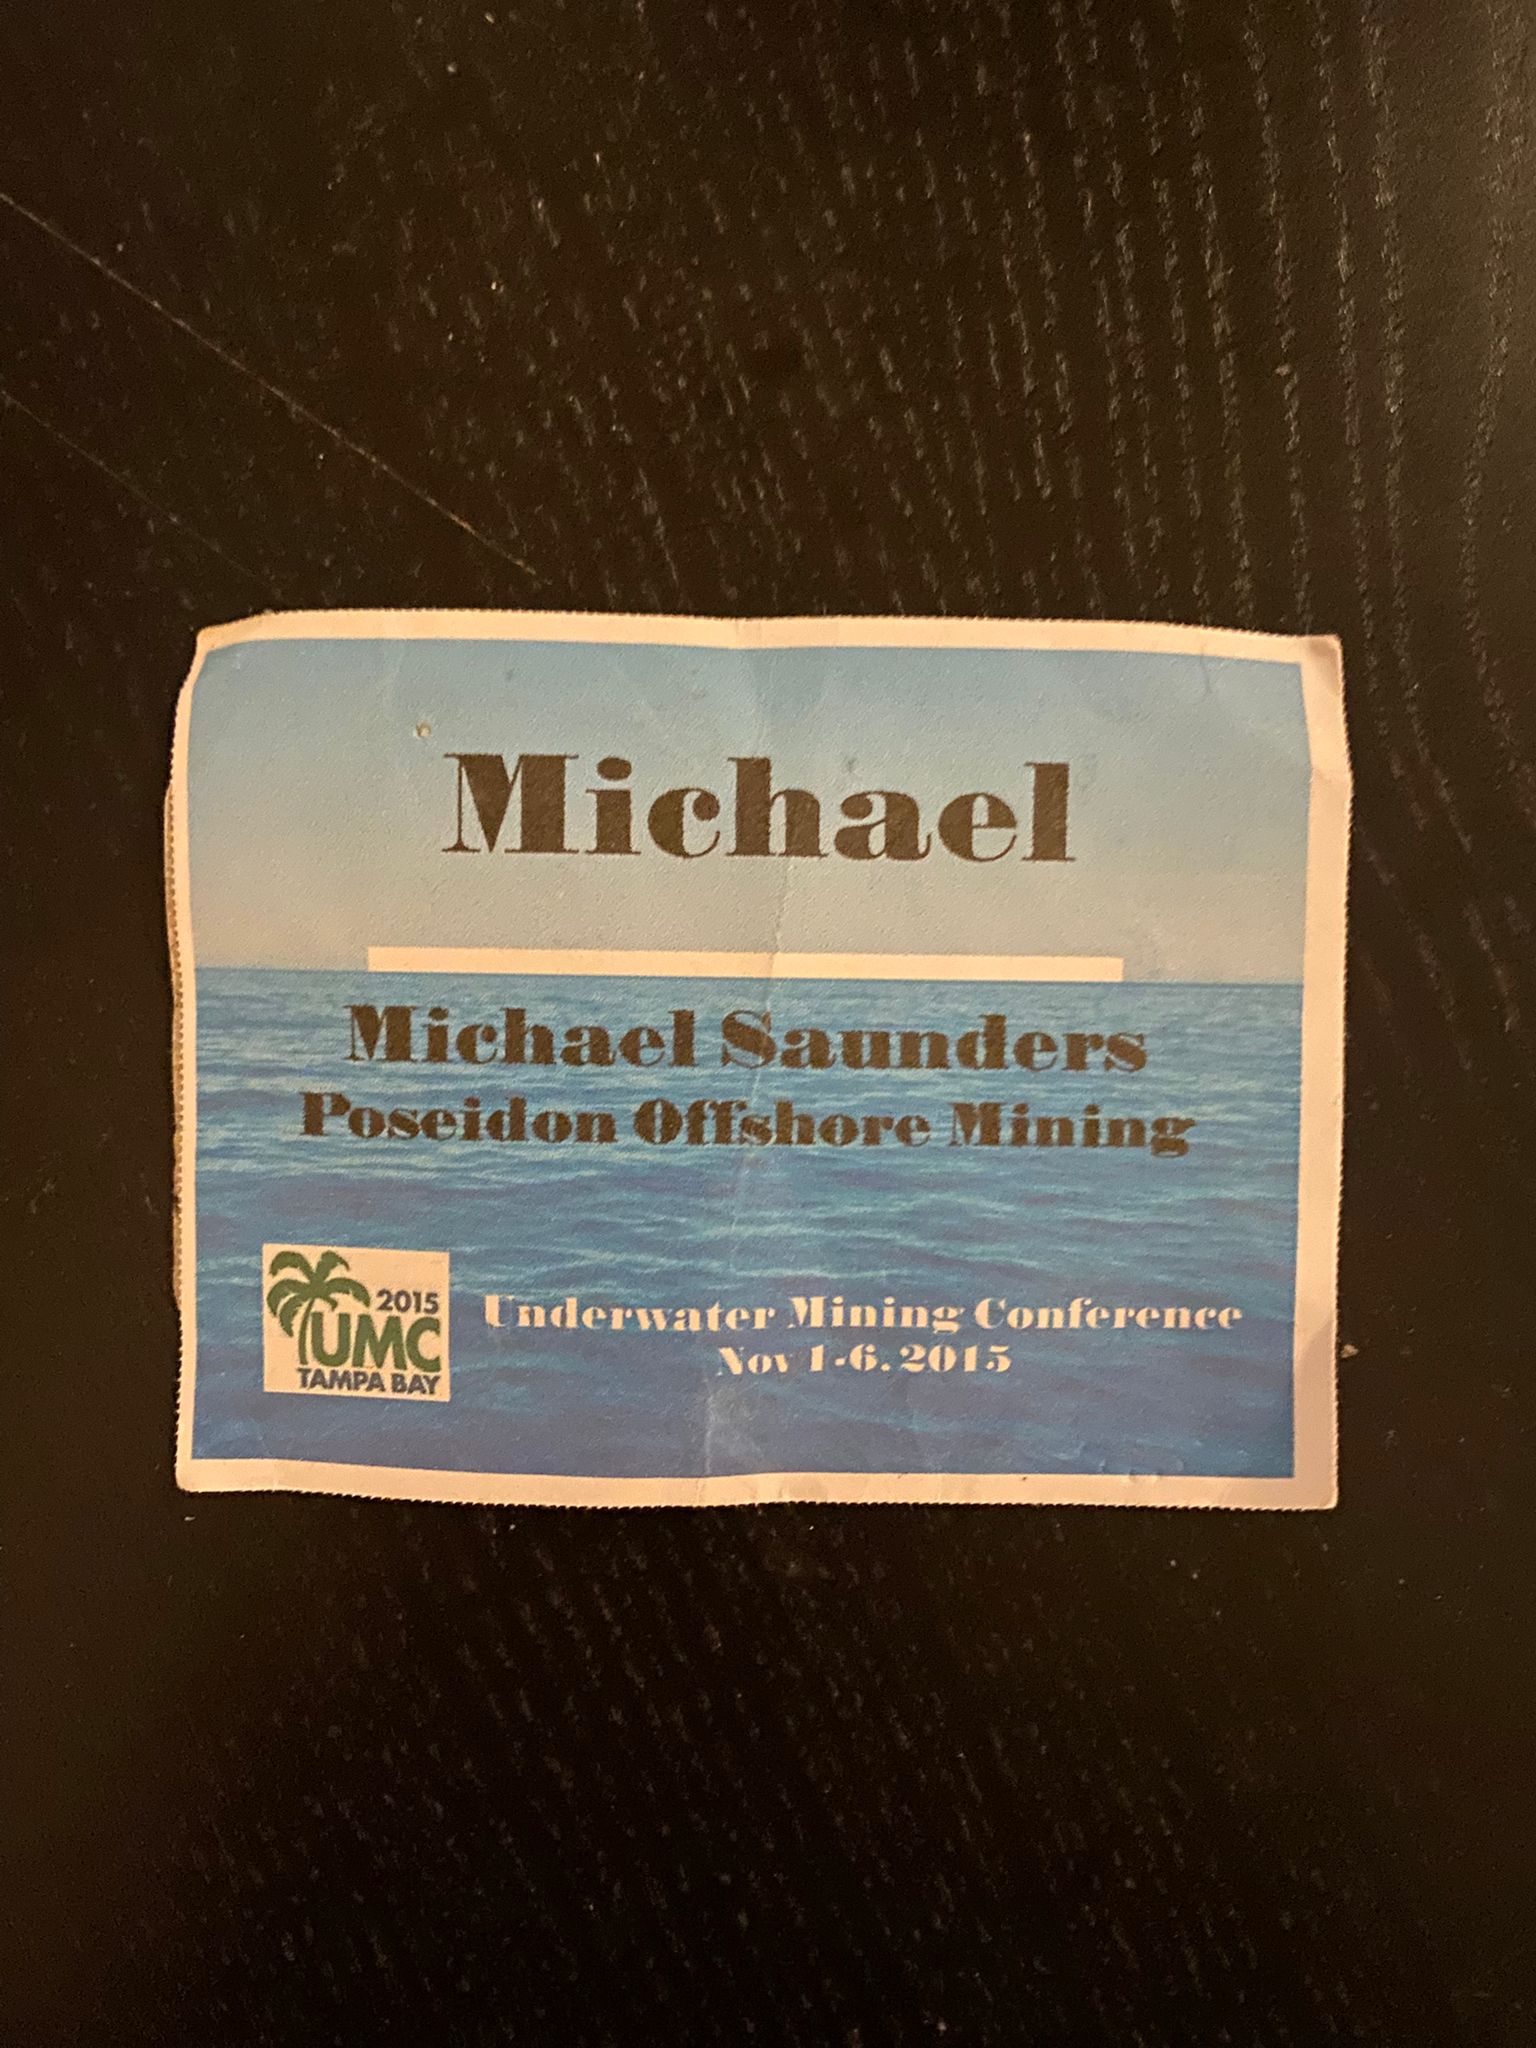 Michael
Michael Saunders
Poseidon Offshore Mining
2015
UMC
TAMPA BAY
Underwater Mining Conference
Nov 1-6, 2015